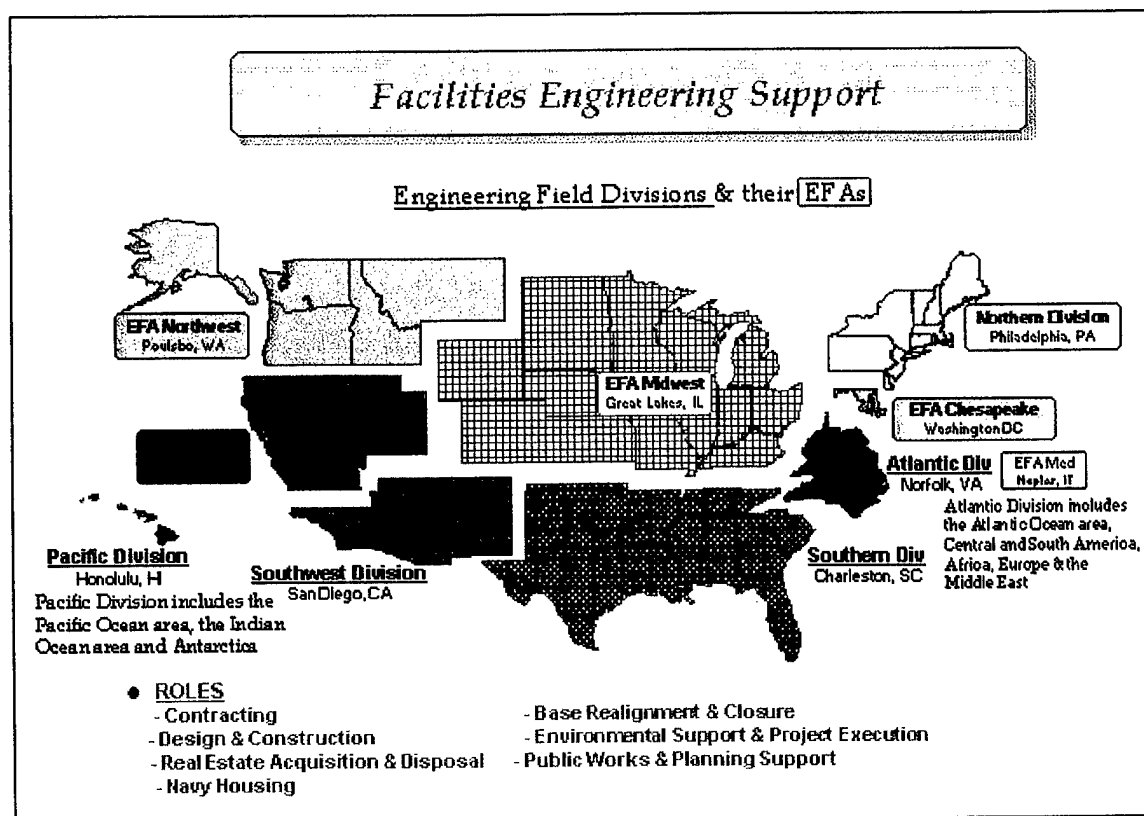 Facilities Engineering Support
Engineering Field Divisions & their EFAs
EFA Northwest
Poulsbo, WA
Northern Division
Philadelphia, PA
EFA Midwest
Great Lakes, IL
EFA Chesapeake
Washington DC
Atlantic Div
Norfolk, VA
EFA Med
Naples, IT
Atlantic Division includes
the Atlantic Ocean area,
Central and South America,
Africa, Europe & the
Middle East
Pacific Division
Honolulu, HI
Pacific Division includes the
Pacific Ocean area, the Indian
Ocean area and Antarctica
Southwest Division
San Diego, CA
Southern Div
Charleston, SC
● ROLES
- Contracting
- Design & Construction
- Real Estate Acquisition & Disposal
- Navy Housing
- Base Realignment & Closure
- Environmental Support & Project Execution
- Public Works & Planning Support